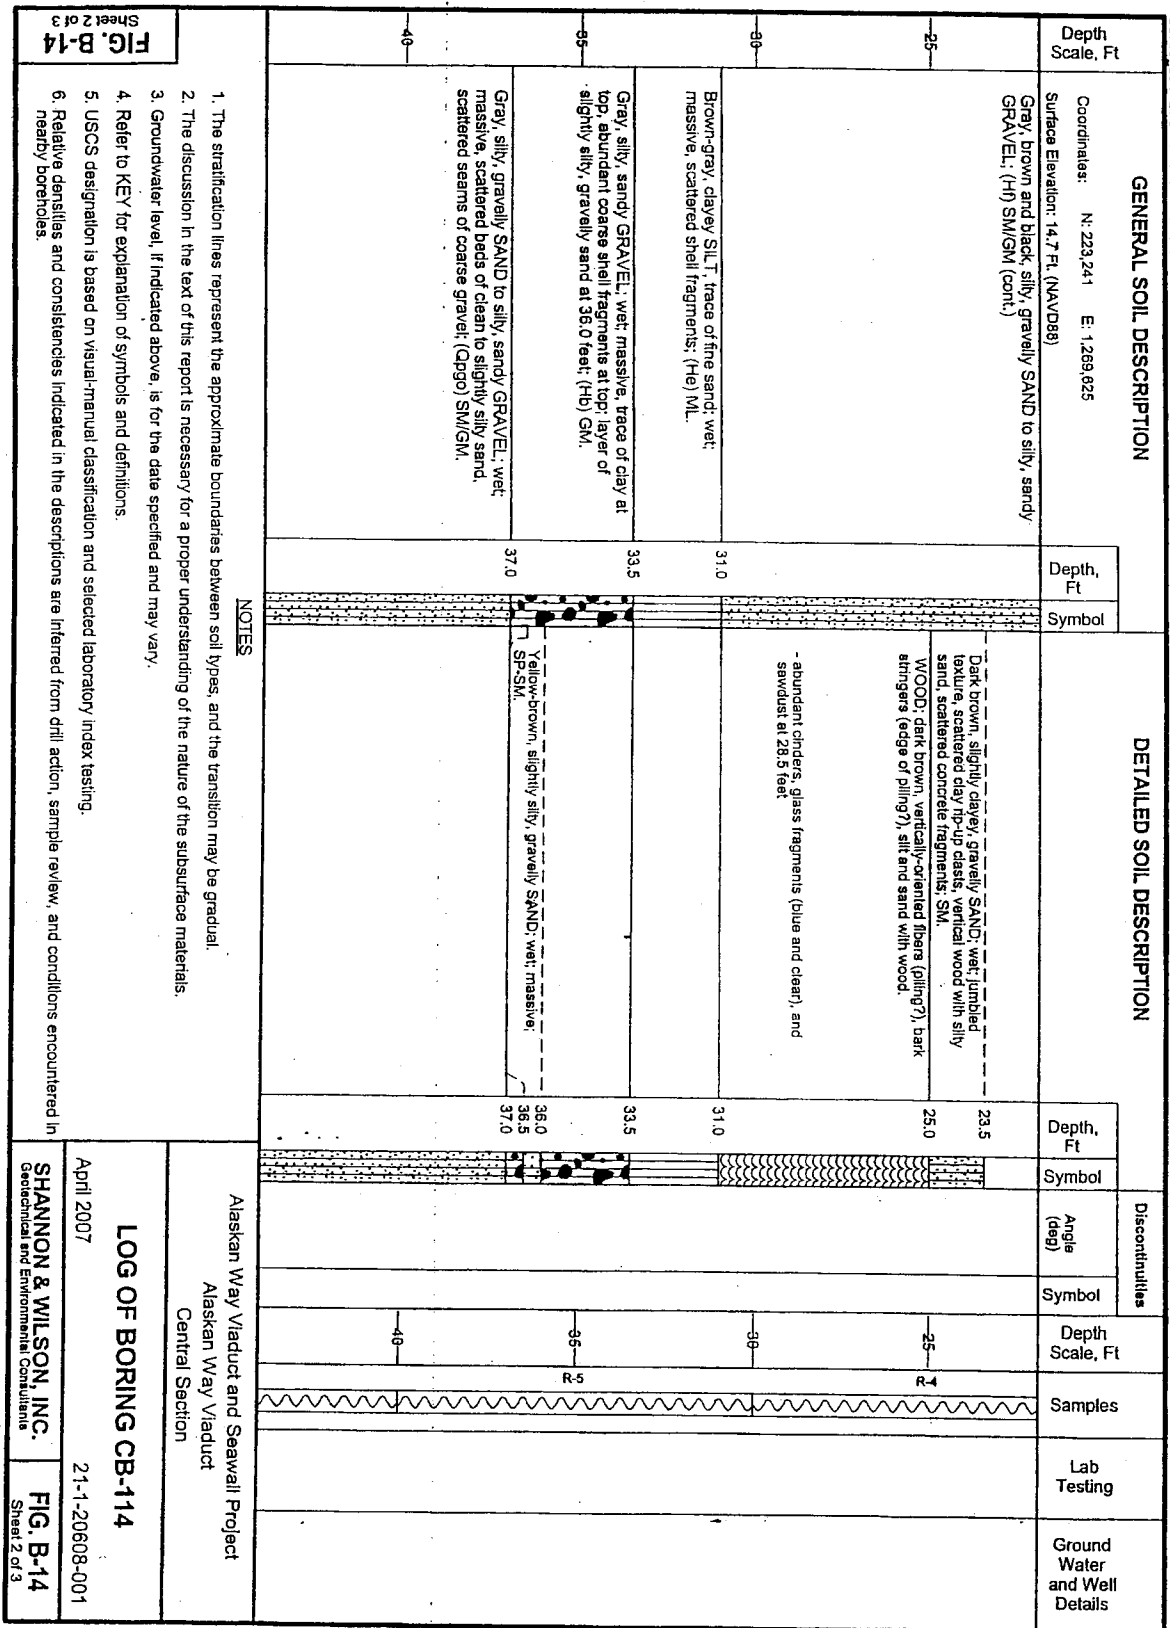 GENERAL SOIL DESCRIPTION
DETAILED SOIL DESCRIPTION
Discontinuities
Depth
Scale, Ft
Coordinates: N: 223,241 E: 1,269,625
Surface Elevation: 14.7 Ft. (NAVD88)
Depth,
Ft
Symbol
Depth,
Ft
Symbol
Angle
(deg)
Symbol
Depth
Scale, Ft
Samples
Lab
Testing
Ground
Water
and Well
Details
Gray, brown and black, silty, gravelly SAND to silty, sandy
GRAVEL; (Hf) SM/GM (cont.)
Brown-gray, clayey SILT, trace of fine sand; wet;
massive, scattered shell fragments; (He) ML.
Gray, silty, sandy GRAVEL; wet; massive, trace of clay at
top, abundant coarse shell fragments at top; layer of
slightly silty, gravelly sand at 36.0 feet; (Hb) GM.
Gray, silty, gravelly SAND to silty, sandy GRAVEL; wet;
massive, scattered beds of clean to slightly silty sand,
scattered seams of coarse gravel; (Qpgo) SM/GM.
25
30
35
40
31.0
33.5
37.0
Dark brown, slightly clayey, gravelly SAND; wet; jumbled
texture, scattered clay rip-up clasts, vertical wood with silty
sand, scattered concrete fragments; SM.
WOOD; dark brown, vertically-oriented fibers (piling?), bark
stringers (edge of piling?), silt and sand with wood.
- abundant cinders, glass fragments (blue and clear), and
sawdust at 28.5 feet
Yellow-brown, slightly silty, gravelly SAND; wet; massive;
SP-SM.
23.5
25.0
31.0
33.5
36.0
36.5
37.0
25
30
35
40
R-4
R-5
NOTES
1. The stratification lines represent the approximate boundaries between soil types, and the transition may be gradual.
2. The discussion in the text of this report is necessary for a proper understanding of the nature of the subsurface materials.
3. Groundwater level, if indicated above, is for the date specified and may vary.
4. Refer to KEY for explanation of symbols and definitions.
5. USCS designation is based on visual-manual classification and selected laboratory index testing.
6. Relative densities and consistencies indicated in the descriptions are inferred from drill action, sample review, and conditions encountered in
nearby boreholes.
Alaskan Way Viaduct and Seawall Project
Alaskan Way Viaduct
Central Section
LOG OF BORING CB-114
April 2007 21-1-20608-001
SHANNON & WILSON, INC.
Geotechnical and Environmental Consultants
FIG. B-14
Sheet 2 of 3
FIG. B-14
Sheet 2 of 3